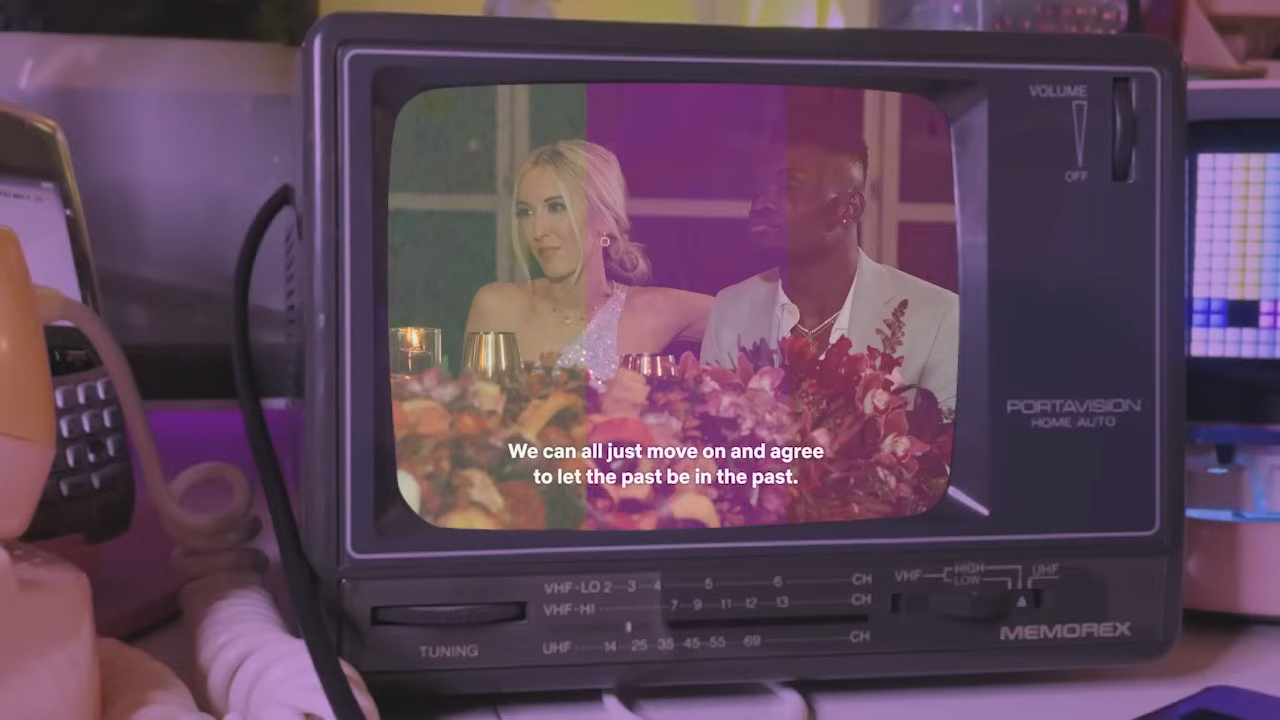 VOLUME
OFF
We can all just move on and agree
to let the past be in the past.
PORTAVISION
HOME/AUTO
VHF-LO 2 3 4 5 6 CH
VHF-HI 7 9 11 12 13 CH
UHF 14 25 35 45 55 69 CH
TUNING
VHF HIGH LOW UHF
MEMOREX